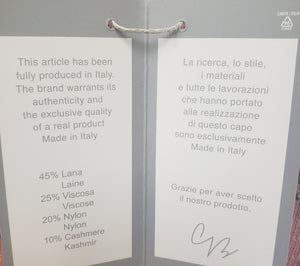 This article has been
fully produced in Italy.
The brand warrants its
authenticity and
the exclusive quality
of a real product
Made in Italy
45% Lana
Laine
25% Viscosa
Viscose
20% Nylon
Nylon
10% Cashmere
Kashmir
La ricerca, lo stile,
i materiali
e tutte le lavorazioni
che hanno portato
alla realizzazione
di questo capo
sono esclusivamente
Made in Italy
Grazie per aver scelto
il nostro prodotto.